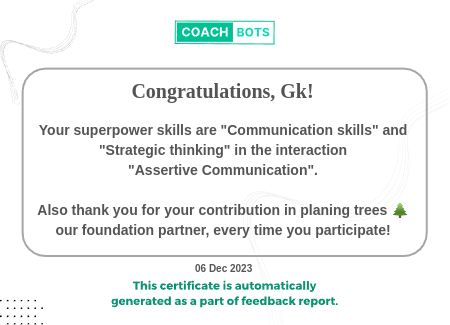 COACH BOTS
Congratulations, Gk!
Your superpower skills are "Communication skills" and
"Strategic thinking" in the interaction
"Assertive Communication".
Also thank you for your contribution in planing trees 🌲
our foundation partner, every time you participate!
06 Dec 2023
This certificate is automatically
generated as a part of feedback report.